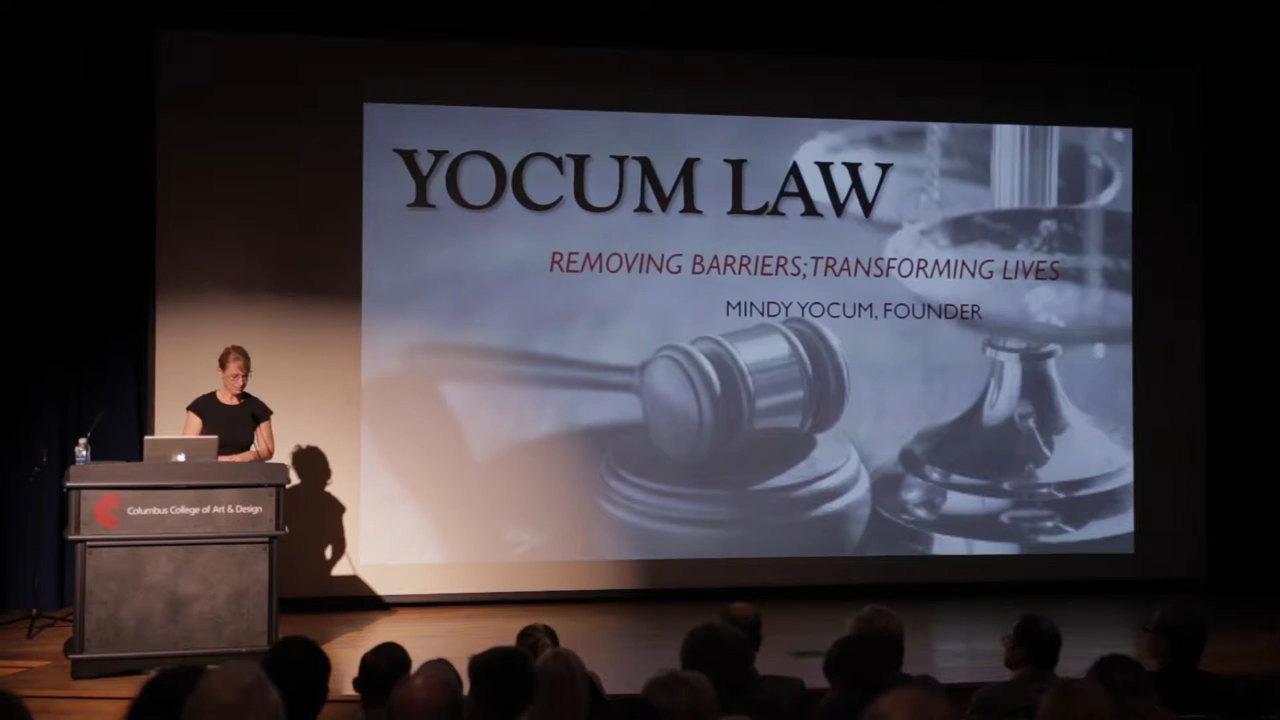 YOCUM LAW
REMOVING BARRIERS;TRANSFORMING LIVES
MINDY YOCUM, FOUNDER
Columbus College of Art & Design